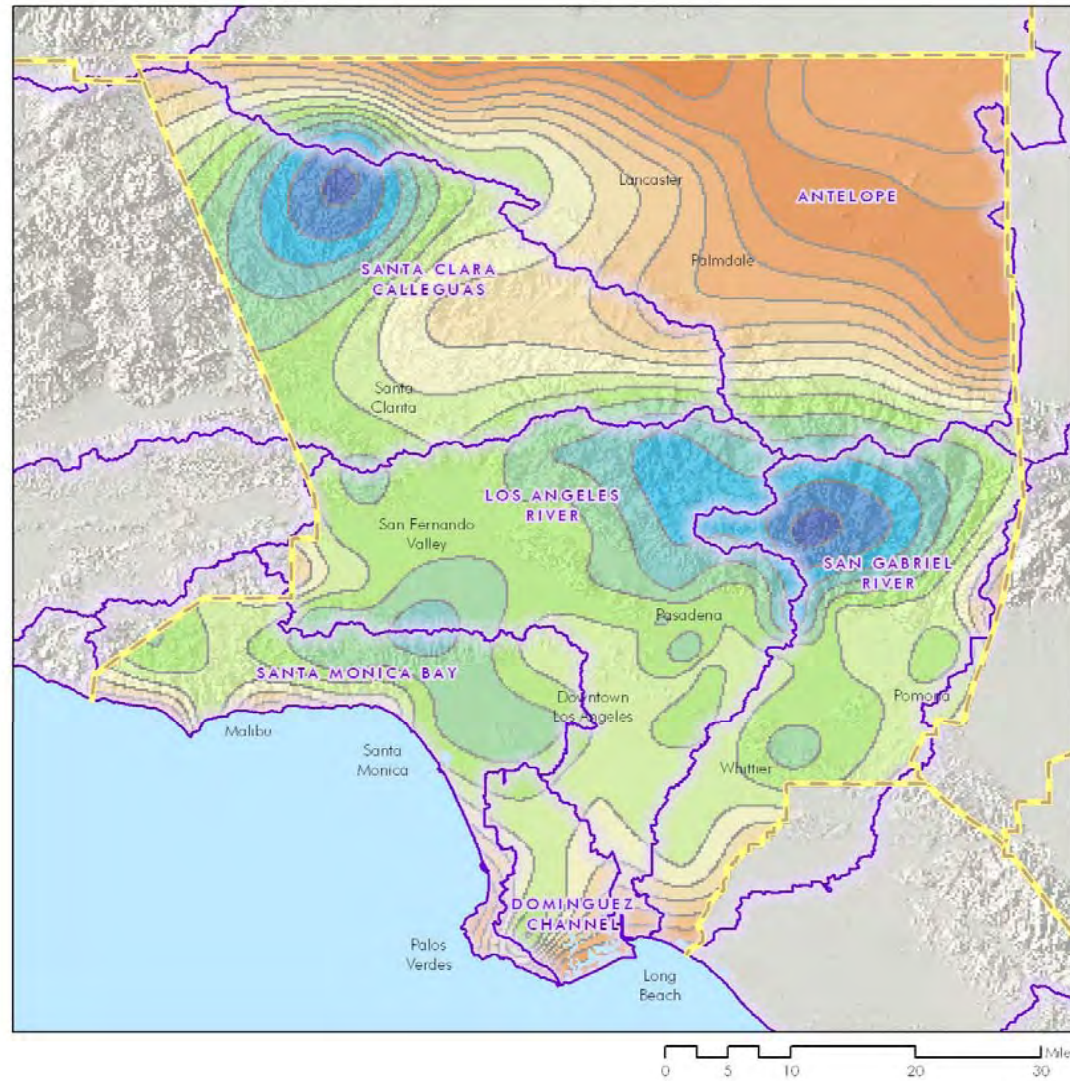 Lancaster
ANTELOPE
Palmdale
SANTA CLARA
CALLEGUAS
Santa
Clarita
LOS ANGELES
RIVER
San Fernando
Valley
SAN GABRIEL
RIVER
Pasadena
SANTA MONICA BAY
Downtown
Los Angeles
Pomona
Malibu
Santa
Monica
Whittier
DOMINGUEZ
CHANNEL
Palos
Verdes
Long
Beach
Mile
0 5 10 20 30